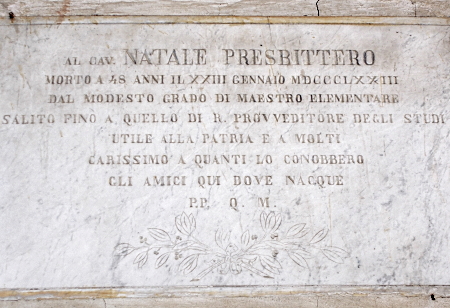 AL CAV. NATALE PRESBITTERO
MORTO A 48 ANNI IL XXIII GENNAIO MDCCCLXXIII
DAL MODESTO GRADO DI MAESTRO ELEMENTARE
SALITO FINO A QUELLO DI R. PROVVEDITORE DEGLI STUDI
UTILE ALLA PATRIA E A MOLTI
CARISSIMO A QUANTI LO CONOBBERO
GLI AMICI QUI DOVE NACQUE
P.P. Q. M.